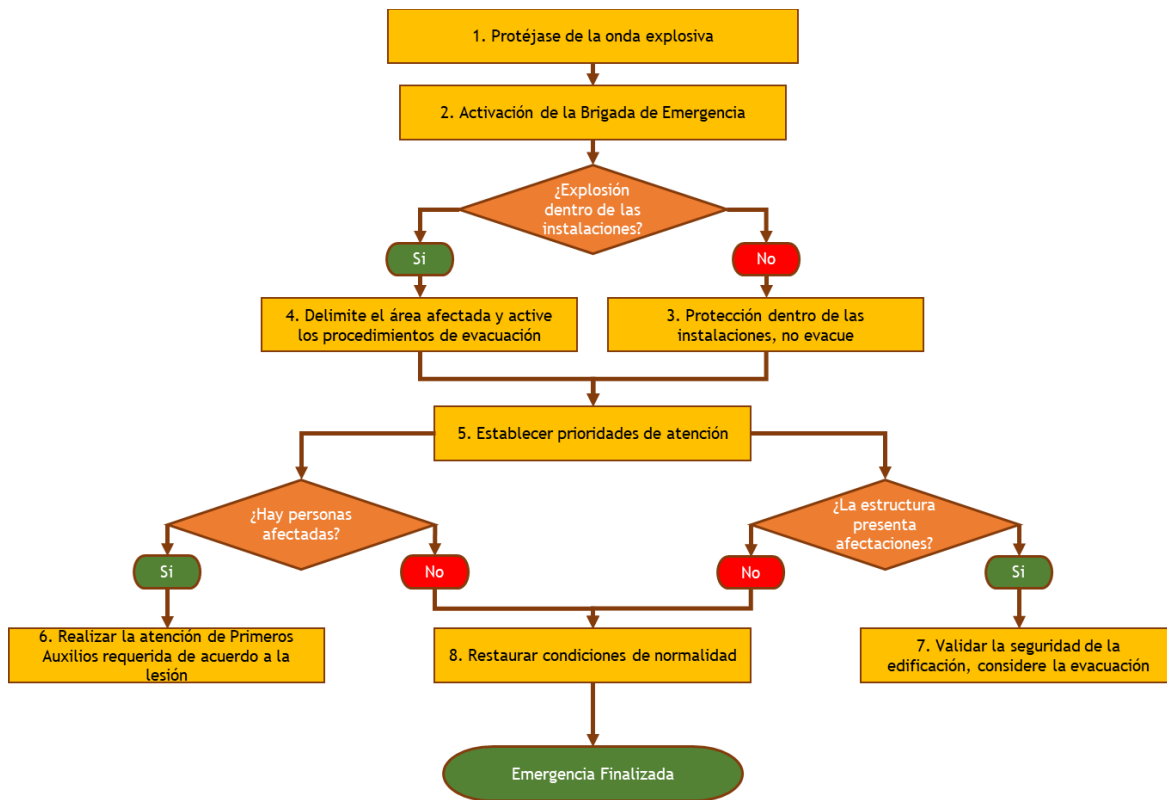 1. Protéjase de la onda explosiva
2. Activación de la Brigada de Emergencia
¿Explosión
dentro de las
instalaciones?
Si
No
4. Delimite el área afectada y active
los procedimientos de evacuación
3. Protección dentro de las
instalaciones, no evacue
5. Establecer prioridades de atención
¿Hay personas
afectadas?
¿La estructura
presenta
afectaciones?
Si
No
No
Si
6. Realizar la atención de Primeros
Auxilios requerida de acuerdo a la
lesión
8. Restaurar condiciones de normalidad
7. Validar la seguridad de la
edificación, considere la evacuación
Emergencia Finalizada